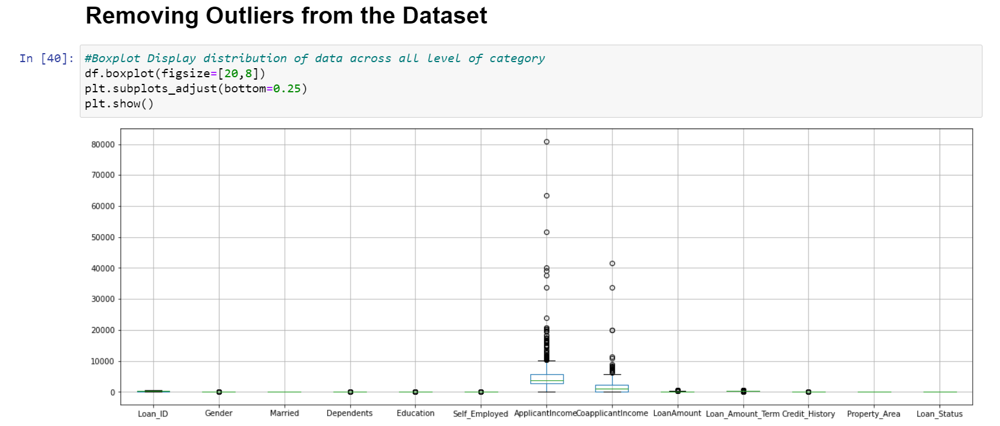 Removing Outliers from the Dataset
In [40]:
#Boxplot Display distribution of data across all level of category
df.boxplot(figsize=[20,8])
plt.subplots_adjust(bottom=0.25)
plt.show()
80000
70000
60000
50000
40000
30000
20000
10000
0
Loan_ID Gender Married Dependents Education Self_Employed ApplicantIncome CoapplicantIncome LoanAmount Loan_Amount_Term Credit_History Property_Area Loan_Status